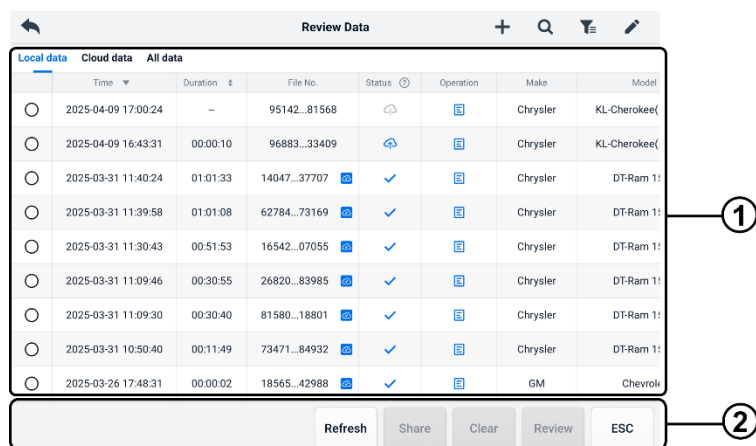 Review Data
Local data Cloud data All data
Time Duration File No. Status Operation Make Model
2025-04-09 17:00:24 -- 95142...81568 Chrysler KL-Cherokee(
2025-04-09 16:43:31 00:00:10 96883...33409 Chrysler KL-Cherokee(
2025-03-31 11:40:24 01:01:33 14047...37707 Chrysler DT-Ram 15
2025-03-31 11:39:58 01:01:08 62784...73169 Chrysler DT-Ram 15
2025-03-31 11:30:43 00:51:53 16542...07055 Chrysler DT-Ram 15
2025-03-31 11:09:46 00:30:55 26820...83985 Chrysler DT-Ram 15
2025-03-31 11:09:30 00:30:40 81580...18801 Chrysler DT-Ram 15
2025-03-31 10:50:40 00:11:49 73471...84932 Chrysler DT-Ram 15
2025-03-26 17:48:31 00:00:02 18565...42988 GM Chevrole
1
Refresh Share Clear Review ESC
2